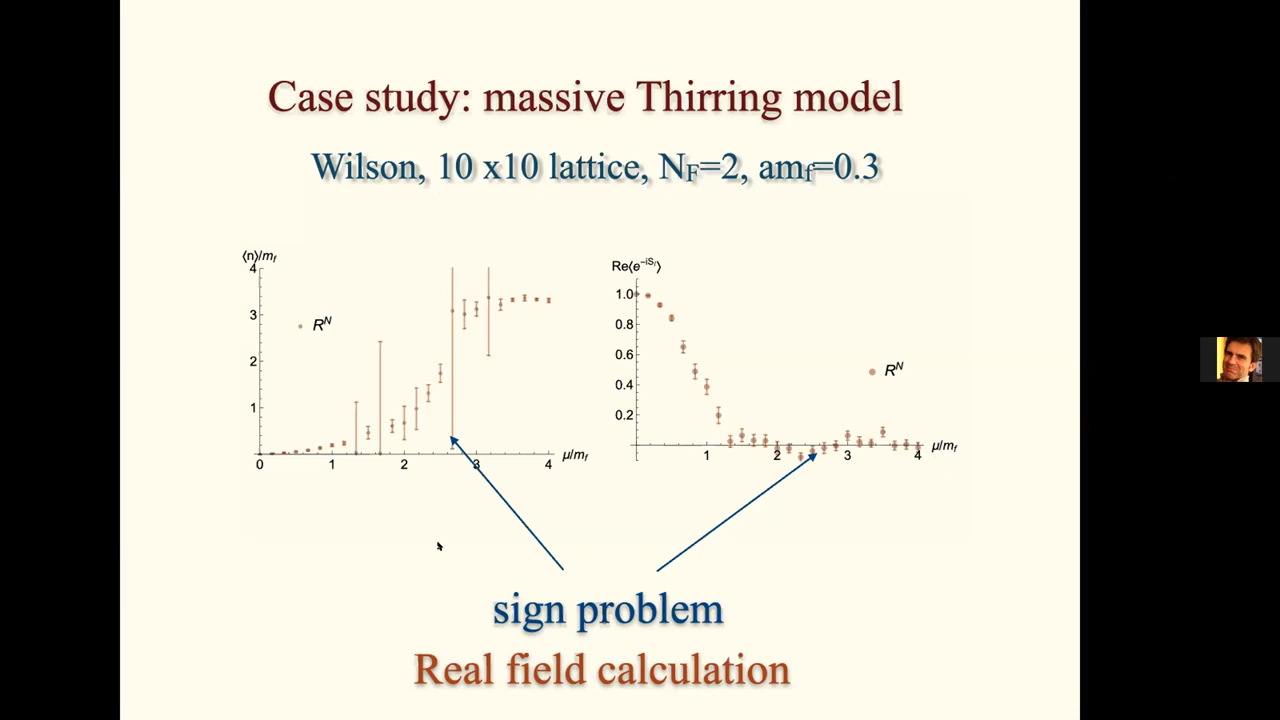 Case study: massive Thirring model
Wilson, 10 x10 lattice, N_F=2, am_f=0.3
⟨n⟩/m_f
4
3
2
1
0 1 2 3 4
μ/m_f
R^N
Re⟨e^{-iS_I}⟩
1.0
0.8
0.6
0.4
0.2
1 2 3 4
μ/m_f
R^N
sign problem
Real field calculation